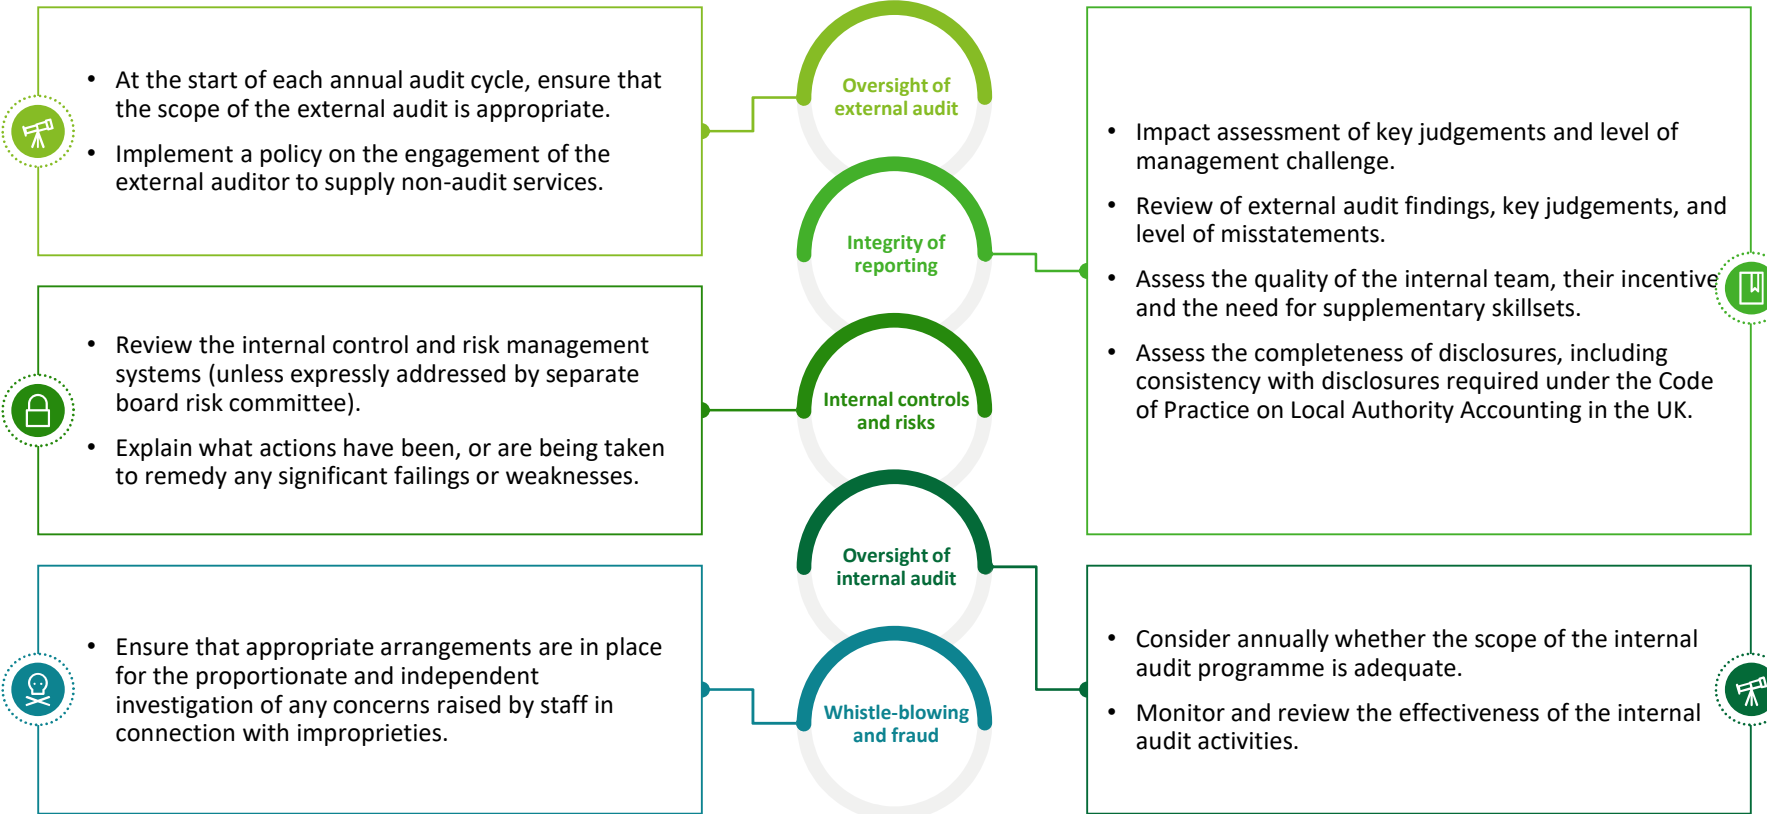 • At the start of each annual audit cycle, ensure that
the scope of the external audit is appropriate.
• Implement a policy on the engagement of the
external auditor to supply non-audit services.
Oversight of
external audit
Integrity of
reporting
• Impact assessment of key judgements and level of
management challenge.
• Review of external audit findings, key judgements, and
level of misstatements.
• Assess the quality of the internal team, their incentive
and the need for supplementary skillsets.
• Assess the completeness of disclosures, including
consistency with disclosures required under the Code
of Practice on Local Authority Accounting in the UK.
• Review the internal control and risk management
systems (unless expressly addressed by separate
board risk committee).
• Explain what actions have been, or are being taken
to remedy any significant failings or weaknesses.
Internal controls
and risks
Oversight of
internal audit
• Consider annually whether the scope of the internal
audit programme is adequate.
• Monitor and review the effectiveness of the internal
audit activities.
• Ensure that appropriate arrangements are in place
for the proportionate and independent
investigation of any concerns raised by staff in
connection with improprieties.
Whistle-blowing
and fraud